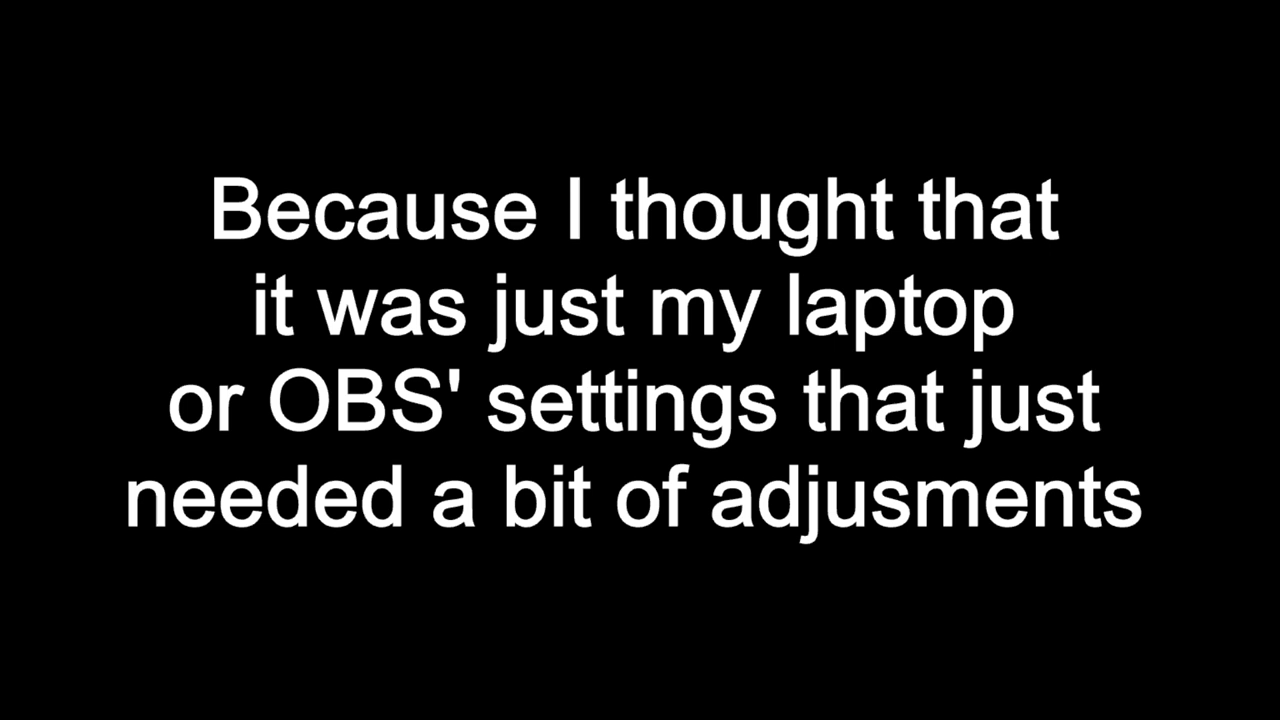 Because I thought that
it was just my laptop
or OBS' settings that just
needed a bit of adjusments